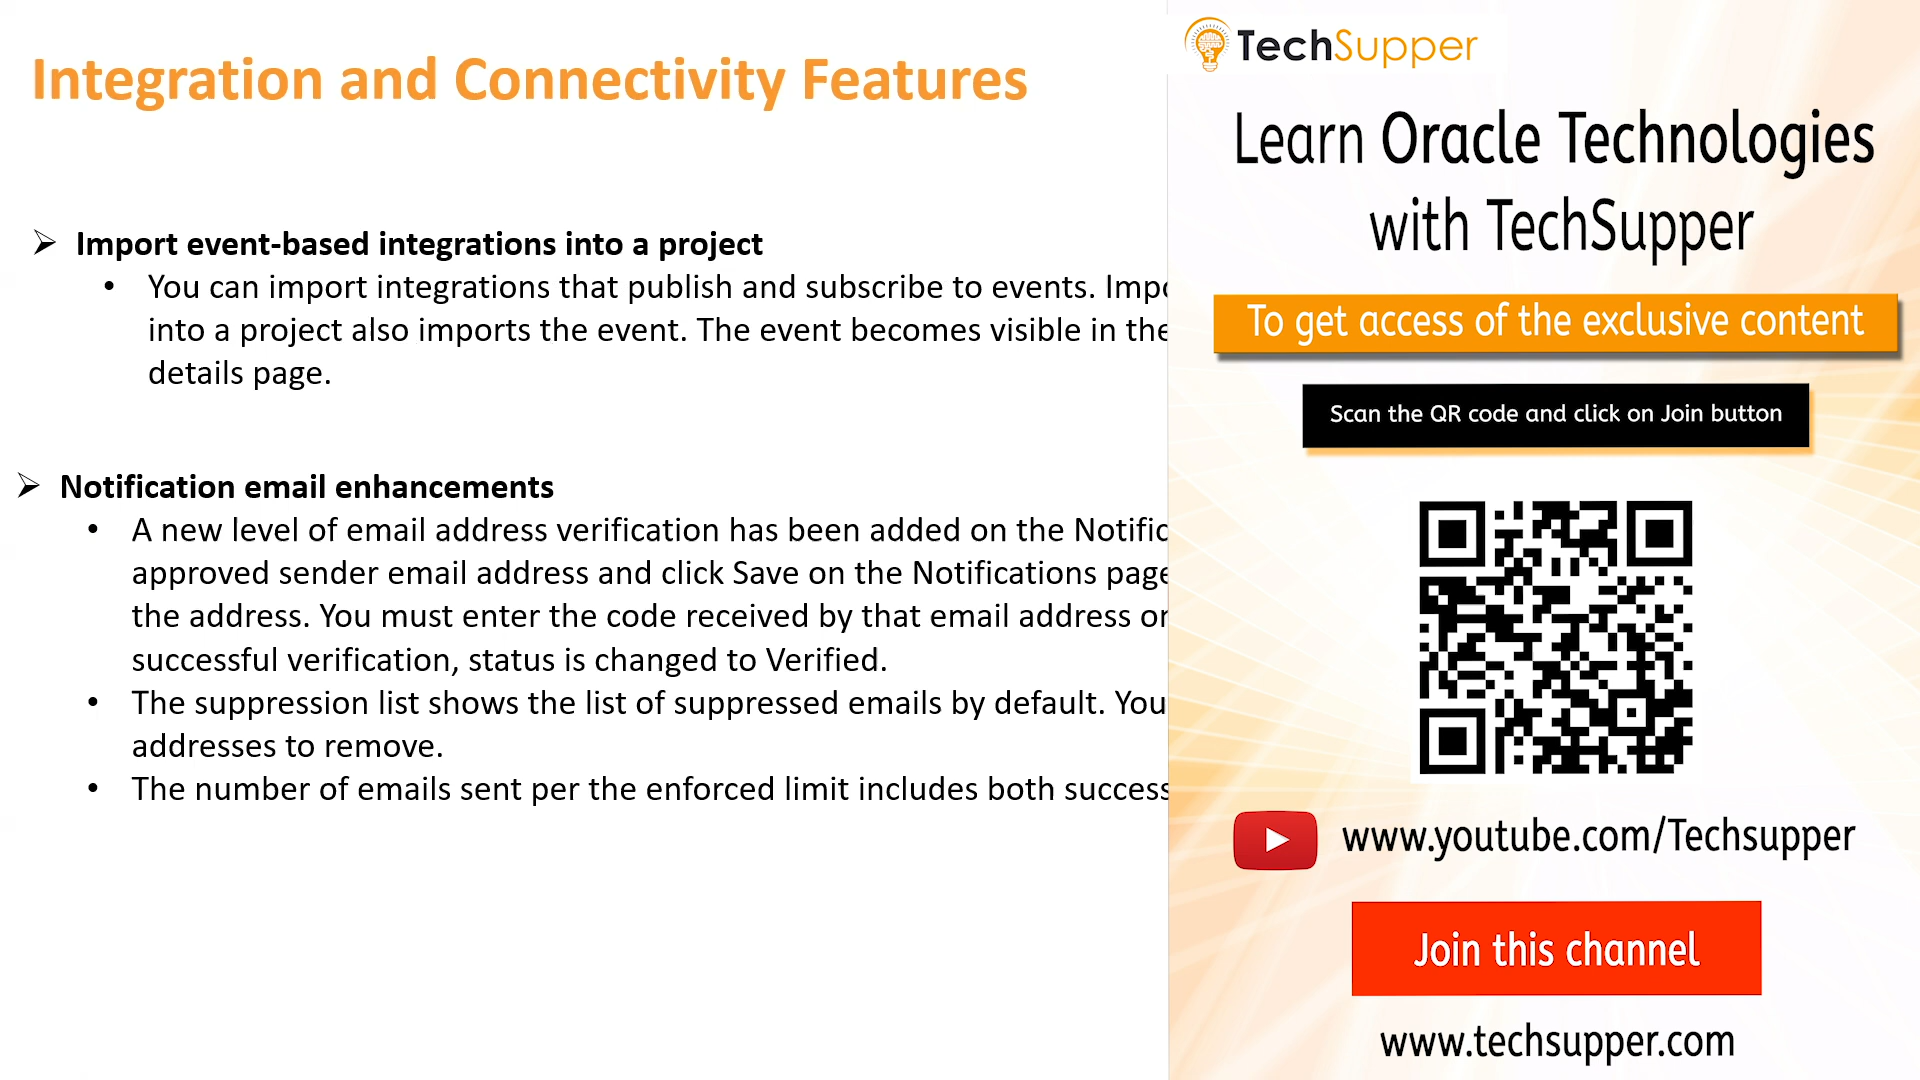 Integration and Connectivity Features
Import event-based integrations into a project
• You can import integrations that publish and subscribe to events.
into a project also imports the event. The event becomes visible in the
details page.
Notification email enhancements
• A new level of email address verification has been added on the
approved sender email address and click Save on the Notifications page
the address. You must enter the code received by that email address
successful verification, status is changed to Verified.
• The suppression list shows the list of suppressed emails by default. You
addresses to remove.
• The number of emails sent per the enforced limit includes both
TechSupper
Learn Oracle Technologies
with TechSupper
To get access of the exclusive content
Scan the QR code and click on Join button
www.youtube.com/Techsupper
Join this channel
www.techsupper.com